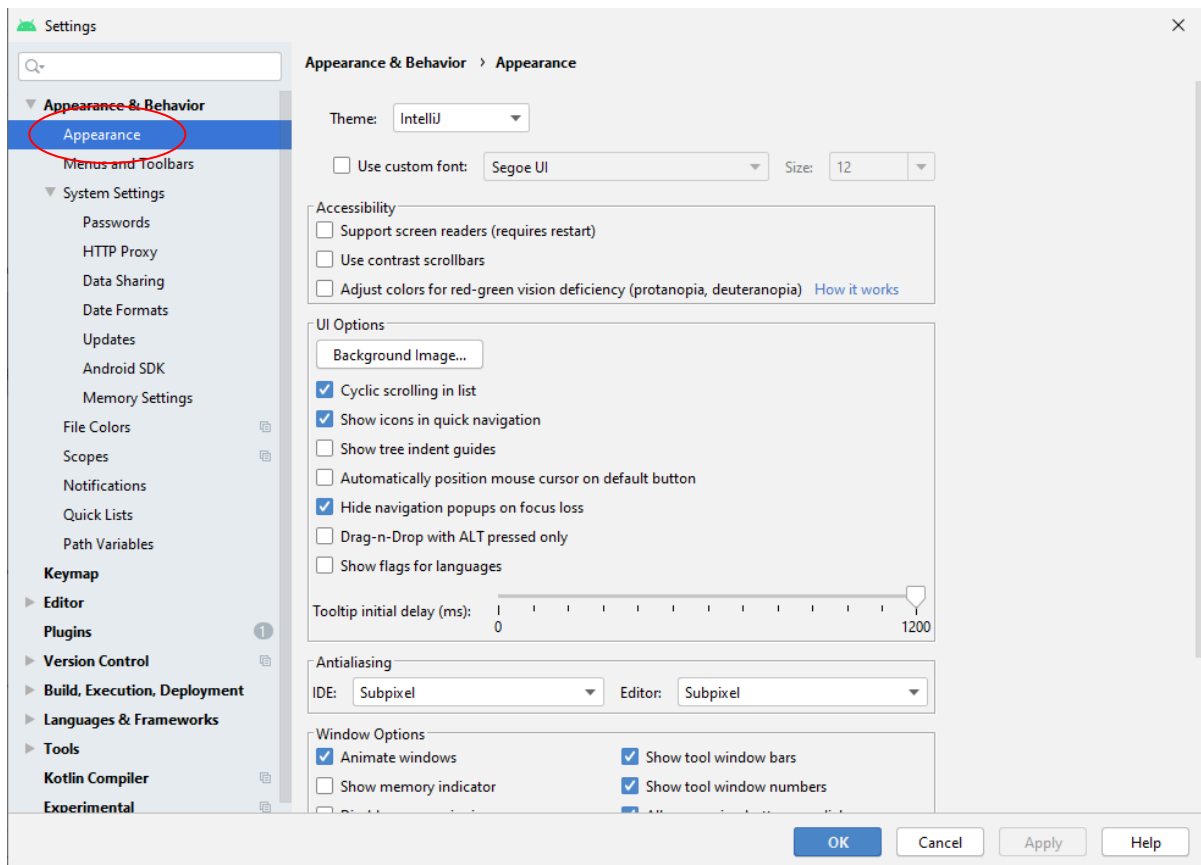 Settings
Appearance & Behavior
Appearance
Menus and Toolbars
System Settings
Passwords
HTTP Proxy
Data Sharing
Date Formats
Updates
Android SDK
Memory Settings
File Colors
Scopes
Notifications
Quick Lists
Path Variables
Keymap
Editor
Plugins 1
Version Control
Build, Execution, Deployment
Languages & Frameworks
Tools
Kotlin Compiler
Experimental
Appearance & Behavior › Appearance
Theme: IntelliJ
Use custom font: Segoe UI Size: 12
Accessibility
Support screen readers (requires restart)
Use contrast scrollbars
Adjust colors for red-green vision deficiency (protanopia, deuteranopia) How it works
UI Options
Background Image...
Cyclic scrolling in list
Show icons in quick navigation
Show tree indent guides
Automatically position mouse cursor on default button
Hide navigation popups on focus loss
Drag-n-Drop with ALT pressed only
Show flags for languages
Tooltip initial delay (ms):
0 1200
Antialiasing
IDE: Subpixel Editor: Subpixel
Window Options
Animate windows Show tool window bars
Show memory indicator Show tool window numbers
OK Cancel Apply Help